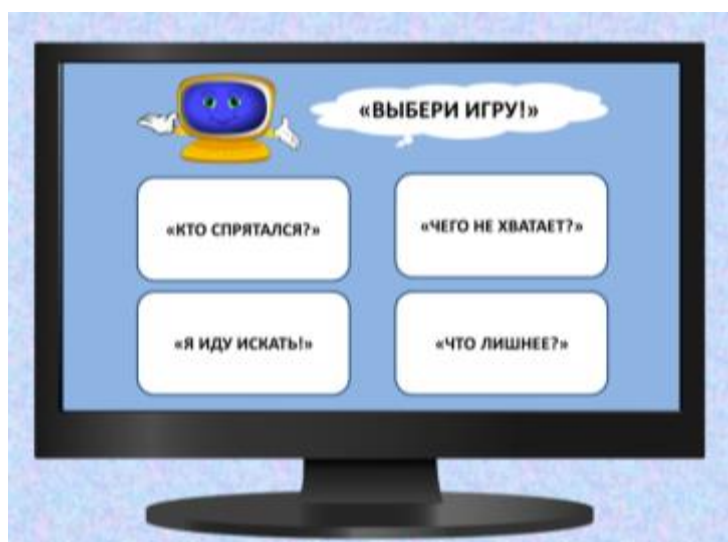 «ВЫБЕРИ ИГРУ!»
«КТО СПРЯТАЛСЯ?»
«ЧЕГО НЕ ХВАТАЕТ?»
«Я ИДУ ИСКАТЬ!»
«ЧТО ЛИШНЕЕ?»